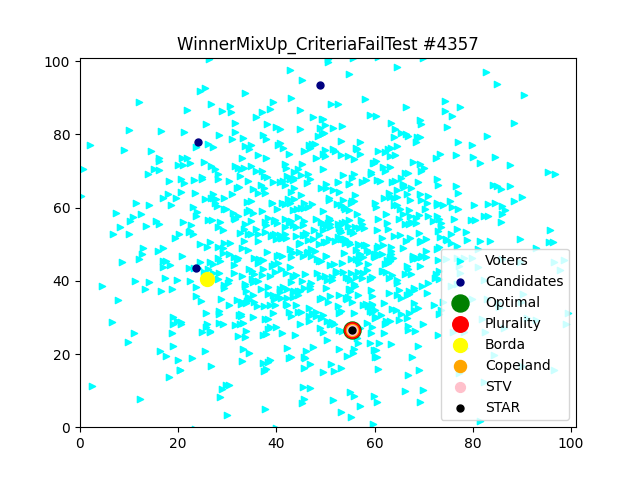 WinnerMixUp_CriteriaFailTest #4357
100
80
60
40
20
0
0
20
40
60
80
100
Voters
Candidates
Optimal
Plurality
Borda
Copeland
STV
STAR